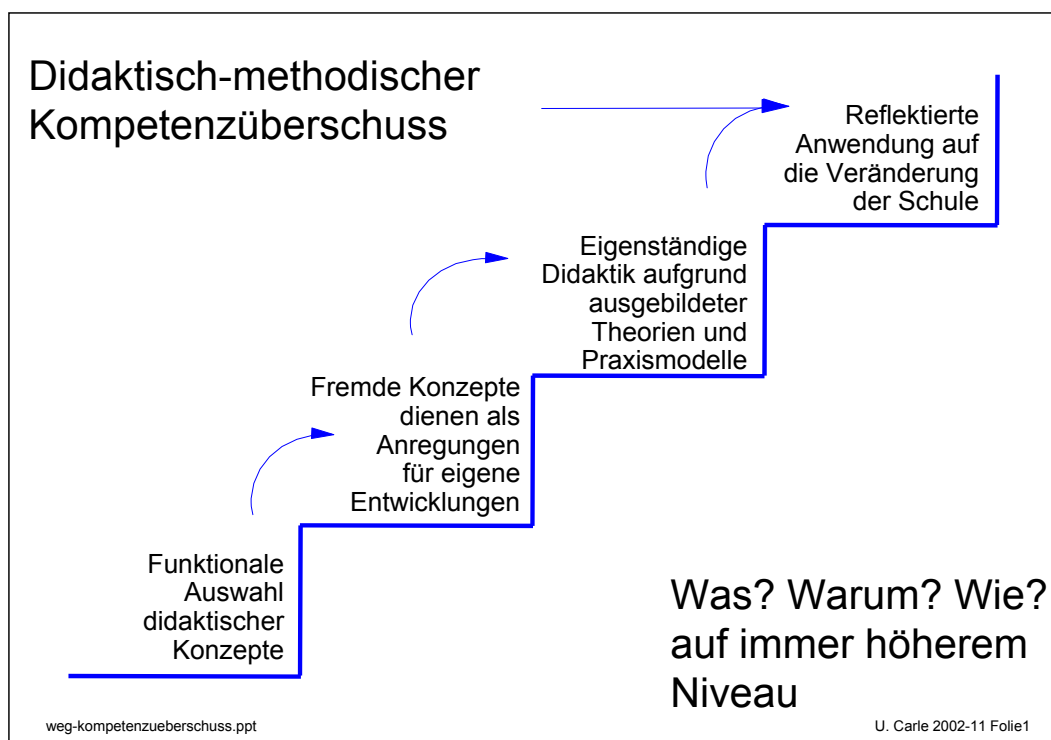 Didaktisch-methodischer
Kompetenzüberschuss
Reflektierte
Anwendung auf
die Veränderung
der Schule
Eigenständige
Didaktik aufgrund
ausgebildeter
Theorien und
Praxismodelle
Fremde Konzepte
dienen als
Anregungen
für eigene
Entwicklungen
Funktionale
Auswahl
didaktischer
Konzepte
Was? Warum? Wie?
auf immer höherem
Niveau
weg-kompetenzueberschuss.ppt
U. Carle 2002-11 Folie1